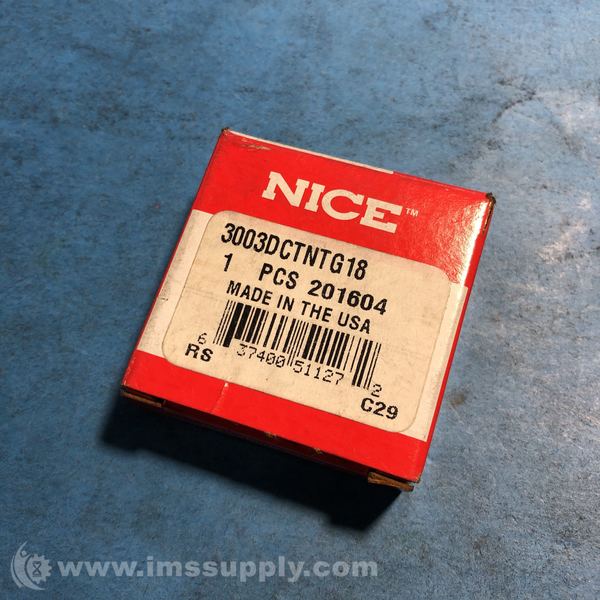 NICE™
3003DCTNTG18
1 PCS 201604
MADE IN THE USA
6 37400 51127 2
RS C29
www.imssupply.com